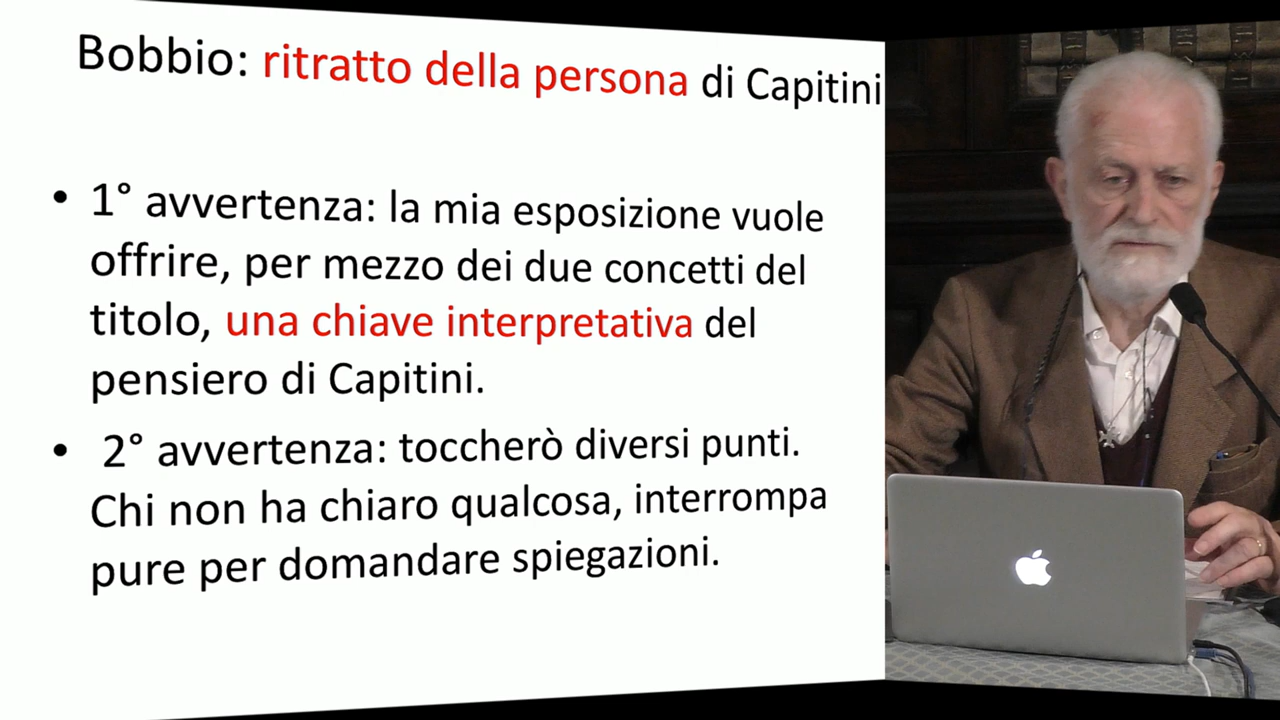 Bobbio: ritratto della persona di Capitini
• 1° avvertenza: la mia esposizione vuole
offrire, per mezzo dei due concetti del
titolo, una chiave interpretativa del
pensiero di Capitini.
• 2° avvertenza: toccherò diversi punti.
Chi non ha chiaro qualcosa, interrompa
pure per domandare spiegazioni.